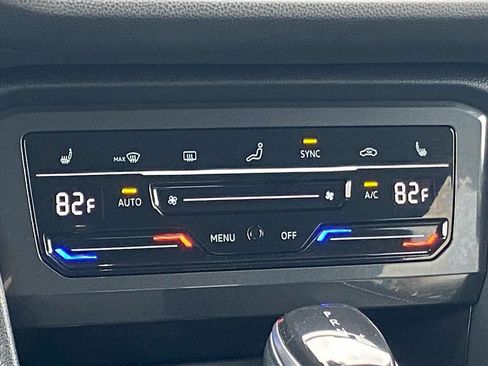 MAX SYNC
82F AUTO A/C 82F
MENU OFF
P R N